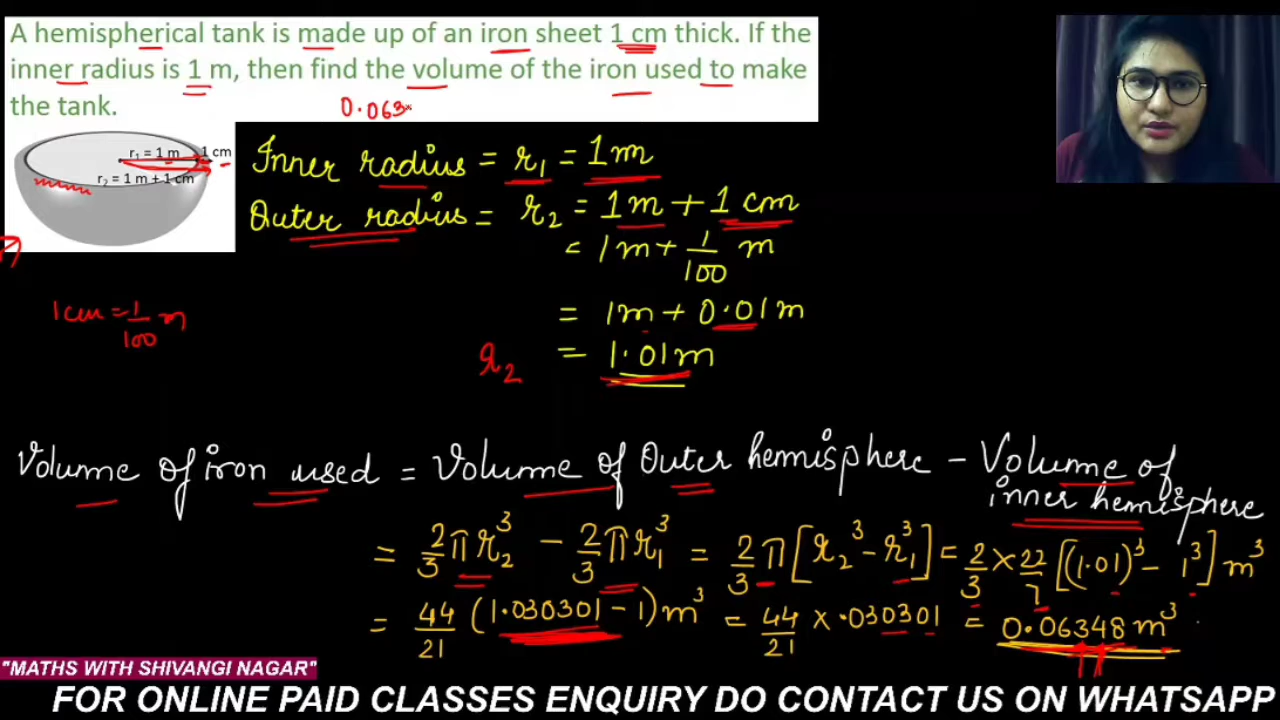 A hemispherical tank is made up of an iron sheet 1 cm thick. If the
inner radius is 1 m, then find the volume of the iron used to make
the tank.
0.063
r₁ = 1 m 1 cm
r₂ = 1 m + 1 cm
Inner radius = r₁ = 1m
Outer radius = r₂ = 1m + 1 cm
= 1m + 1/100 m
1cm = 1/100 m
= 1m + 0.01m
r₂ = 1.01m
Volume of iron used = Volume of Outer hemisphere - Volume of
inner hemisphere
= 2/3 πr₂³ - 2/3 πr₁³ = 2/3 π[r₂³ - r₁³] = 2/3 × 22/7 [(1.01)³ - 1³] m³
= 44/21 (1.030301 - 1) m³ = 44/21 × .030301 = 0.06348 m³
"MATHS WITH SHIVANGI NAGAR"
FOR ONLINE PAID CLASSES ENQUIRY DO CONTACT US ON WHATSAPP